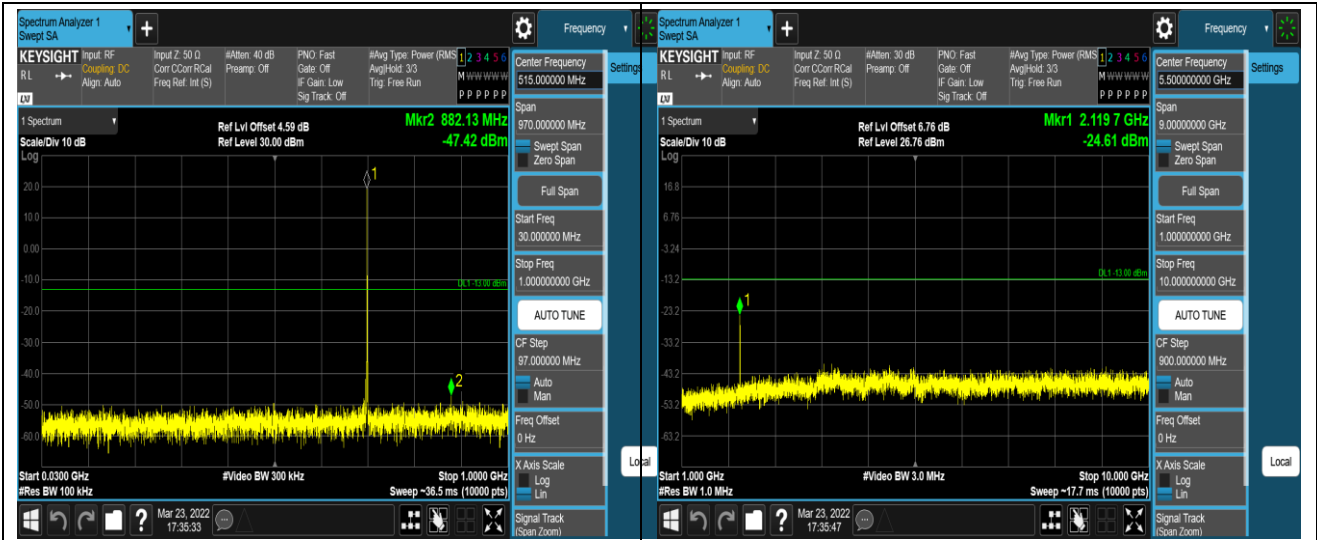 Spectrum Analyzer 1
Swept SA
+
Frequency
KEYSIGHT
Input: RF
Coupling: DC
Align: Auto
Input Z: 50 Ω
Corr CCorr RCal
Freq Ref: Int (S)
#Atten: 40 dB
Preamp: Off
PNO: Fast
Gate: Off
IF Gain: Low
Sig Track: Off
#Avg Type: Power (RMS
Avg|Hold: 3/3
Trig: Free Run
1 2 3 4 5 6
M W W W W W
P P P P P P
RL
LXI
Center Frequency
515.000000 MHz
Settings
1 Spectrum
Scale/Div 10 dB
Log
Ref Lvl Offset 4.59 dB
Ref Level 30.00 dBm
Mkr2 882.13 MHz
-47.42 dBm
Span
970.000000 MHz
Swept Span
Zero Span
Full Span
Start Freq
30.000000 MHz
Stop Freq
1.000000000 GHz
AUTO TUNE
CF Step
97.000000 MHz
Auto
Man
Freq Offset
0 Hz
X Axis Scale
Log
Lin
Signal Track
(Span Zoom)
Local
20.0
10.0
0.00
-10.0
-20.0
-30.0
-40.0
-50.0
-60.0
1
2
DL1 -13.00 dBm
Start 0.0300 GHz
#Res BW 100 kHz
#Video BW 300 kHz
Stop 1.0000 GHz
Sweep ~36.5 ms (10000 pts)
?
Mar 23, 2022
17:35:33
Spectrum Analyzer 1
Swept SA
+
Frequency
KEYSIGHT
Input: RF
Coupling: DC
Align: Auto
Input Z: 50 Ω
Corr CCorr RCal
Freq Ref: Int (S)
#Atten: 30 dB
Preamp: Off
PNO: Fast
Gate: Off
IF Gain: Low
Sig Track: Off
#Avg Type: Power (RMS
Avg|Hold: 3/3
Trig: Free Run
1 2 3 4 5 6
M W W W W W
P P P P P P
RL
LXI
Center Frequency
5.500000000 GHz
Settings
1 Spectrum
Scale/Div 10 dB
Log
Ref Lvl Offset 6.76 dB
Ref Level 26.76 dBm
Mkr1 2.119 7 GHz
-24.61 dBm
Span
9.00000000 GHz
Swept Span
Zero Span
Full Span
Start Freq
1.000000000 GHz
Stop Freq
10.000000000 GHz
AUTO TUNE
CF Step
900.000000 MHz
Auto
Man
Freq Offset
0 Hz
X Axis Scale
Log
Lin
Signal Track
(Span Zoom)
Local
16.8
6.76
-3.24
-13.2
-23.2
-33.2
-43.2
-53.2
-63.2
1
DL1 -13.00 dBm
Start 1.000 GHz
#Res BW 1.0 MHz
#Video BW 3.0 MHz
Stop 10.000 GHz
Sweep ~17.7 ms (10000 pts)
?
Mar 23, 2022
17:35:47